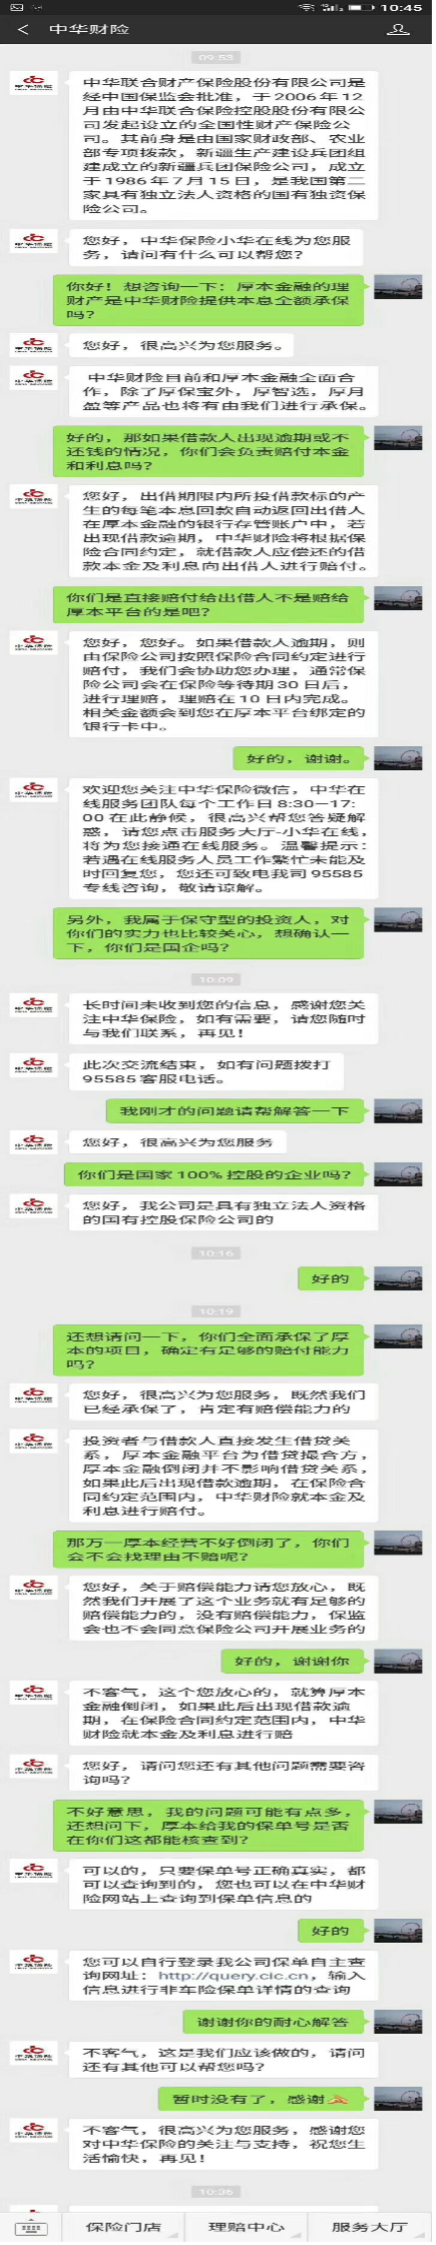 10:45
中华财险
09:53
中华联合财产保险股份有限公司是
经中国保监会批准，于2006年12
月由中华联合保险控股股份有限公
司发起设立的全国性财产保险公
司。其前身是由国家财政部、农业
部专项拨款，新疆生产建设兵团组
建成立的新疆兵团保险公司，成立
于1986年7月15日，是我国第二
家具有独立法人资格的国有独资保
险公司。
您好，中华保险小华在线为您服
务，请问有什么可以帮您？
你好！想咨询一下：厚本金融的理
财产是中华财险提供本息全额承保
吗？
您好，很高兴为您服务。
中华财险目前和厚本金融全面合
作，除了厚保宝外，厚智选，厚月
盈等产品也将有由我们进行承保。
好的，那如果借款人出现逾期或不
还钱的情况，你们会负责赔付本金
和利息吗？
您好，出借期限内所投借款标的产
生的每笔本息回款自动返回出借人
在厚本金融的银行存管账户中，若
出现借款逾期，中华财险将根据保
险合同约定，就借款人应偿还的借
款本金及利息向出借人进行赔付。
你们是直接赔付给出借人不是赔给
厚本平台的是吧？
您好，您好。如果借款人逾期，则
由保险公司按照保险合同约定进行
赔付，我们会协助您办理，通常保
险公司会在保险等待期30日后，
进行理赔，理赔在10日内完成。
相关金额会到您在厚本平台绑定的
银行卡中。
好的，谢谢。
欢迎您关注中华保险微信，中华在
线服务团队每个工作日8:30—17:
00在此静候，很高兴帮您答疑解
惑，请您点击服务大厅-小华在线，
将为您接通在线服务。温馨提示：
若遇在线服务人员工作繁忙未能及
时回复您，您还可致电我司95585
专线咨询，敬请谅解。
另外，我属于保守型的投资人，对
你们的实力也比较关心，想确认一
下，你们是国企吗？
10:09
长时间未收到您的信息，感谢您关
注中华保险，如有需要，请您随时
与我们联系，再见！
此次交流结束，如有问题拨打
95585客服电话。
我刚才的问题请帮解答一下
您好，很高兴为您服务
你们是国家100%控股的企业吗？
您好，我公司是具有独立法人资格
的国有控股保险公司的
10:16
好的
10:19
还想请问一下，你们全面承保了厚
本的项目，确定有足够的赔付能力
吗？
您好，很高兴为您服务，既然我们
已经承保了，肯定有赔偿能力的
投资者与借款人直接发生借贷关
系，厚本金融平台为借贷撮合方，
厚本金融倒闭并不影响借贷关系，
如果此后出现借款逾期，在保险合
同约定范围内，中华财险就本金及
利息进行赔付。
那万一厚本经营不好倒闭了，你们
会不会找理由不赔呢？
您好，关于赔偿能力请您放心，既
然我们开展了这个业务就有足够的
赔偿能力的，没有赔偿能力，保监
会也不会同意保险公司开展业务的
好的，谢谢你
不客气，这个您放心的，就算厚本
金融倒闭，如果此后出现借款逾
期，在保险合同约定范围内，中华
财险就本金及利息进行赔
您好，请问您还有其他问题需要咨
询吗？
不好意思，我的问题可能有点多，
还想问下，厚本给我的保单号是否
在你们这都能核查到？
可以的，只要保单号正确真实，都
可以查询到的，您也可以在中华财
险网站上查询到保单信息的
好的
您可以自行登录我公司保单自主查
询网址：http://query.cic.cn，输入
信息进行非车险保单详情的查询
谢谢你的耐心解答
不客气，这是我们应该做的，请问
还有其他可以帮您吗？
暂时没有了，感谢
不客气，很高兴为您服务，感谢您
对中华保险的关注与支持，祝您生
活愉快，再见！
10:26
保险门店
理赔中心
服务大厅